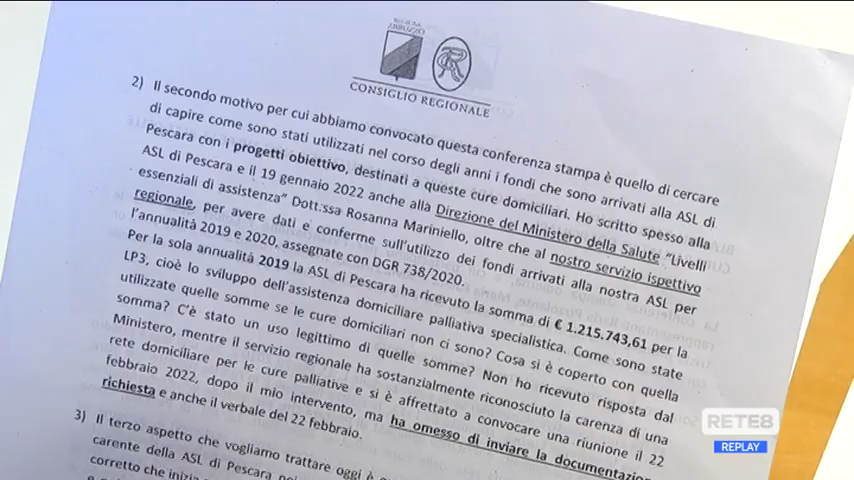 CONSIGLIO REGIONALE
2) Il secondo motivo per cui abbiamo convocato questa conferenza stampa è quello di cercare
di capire come sono stati utilizzati nel corso degli anni i fondi che sono arrivati alla ASL di
Pescara con i progetti obiettivo, destinati a queste cure domiciliari. Ho scritto spesso alla
ASL di Pescara e il 19 gennaio 2022 anche alla Direzione del Ministero della Salute "Livelli
essenziali di assistenza" Dott.ssa Rosanna Mariniello, oltre che al nostro servizio ispettivo
regionale, per avere dati e conferme sull'utilizzo dei fondi arrivati alla nostra ASL per
l'annualità 2019 e 2020, assegnate con DGR 738/2020.
Per la sola annualità 2019 la ASL di Pescara ha ricevuto la somma di € 1.215.743,61 per la
LP3, cioè lo sviluppo dell'assistenza domiciliare palliativa specialistica. Come sono state
utilizzate quelle somme se le cure domiciliari non ci sono? Cosa si è coperto con quella
somma? C'è stato un uso legittimo di quelle somme? Non ho ricevuto risposta dal
Ministero, mentre il servizio regionale ha sostanzialmente riconosciuto la carenza di una
rete domiciliare per le cure palliative e si è affrettato a convocare una riunione il 22
febbraio 2022, dopo il mio intervento, ma ha omesso di inviare la documentazio
richiesta e anche il verbale del 22 febbraio.
3) Il terzo aspetto che vogliamo trattare oggi è
carente della ASL di Pescara
corretto che inizia
RETE8
REPLAY